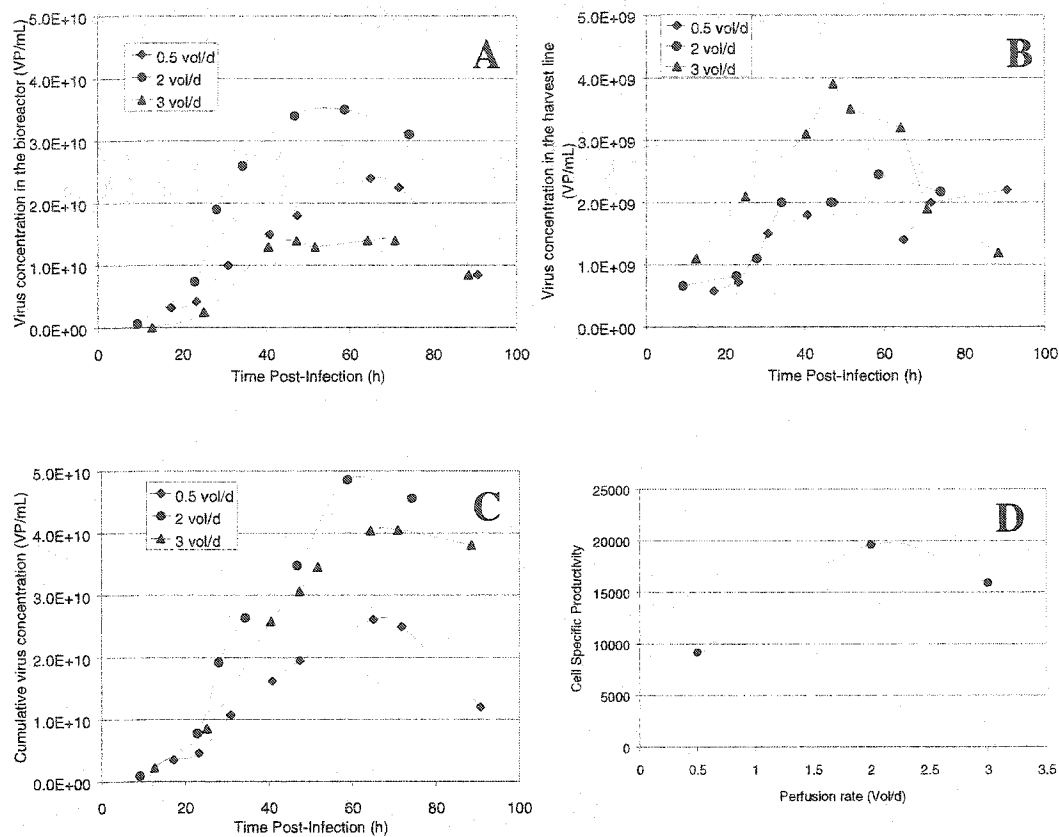 A
Virus concentration in the bioreactor (VP/mL)
5.0E+10
4.0E+10
3.0E+10
2.0E+10
1.0E+10
0.0E+00
0.5 vol/d
2 vol/d
3 vol/d
0 20 40 60 80 100
Time Post-Infection (h)
B
Virus concentration in the harvest line
(VP/mL)
5.0E+09
4.0E+09
3.0E+09
2.0E+09
1.0E+09
0.0E+00
0.5 vol/d
2 vol/d
3 vol/d
0 20 40 60 80 100
Time Post-Infection (h)
C
Cumulative virus concentration (VP/mL)
5.0E+10
4.0E+10
3.0E+10
2.0E+10
1.0E+10
0.0E+00
0.5 vol/d
2 vol/d
3 vol/d
0 20 40 60 80 100
Time Post-Infection (h)
D
Cell Specific Productivity
25000
20000
15000
10000
5000
0
0 0.5 1 1.5 2 2.5 3 3.5
Perfusion rate (Vol/d)